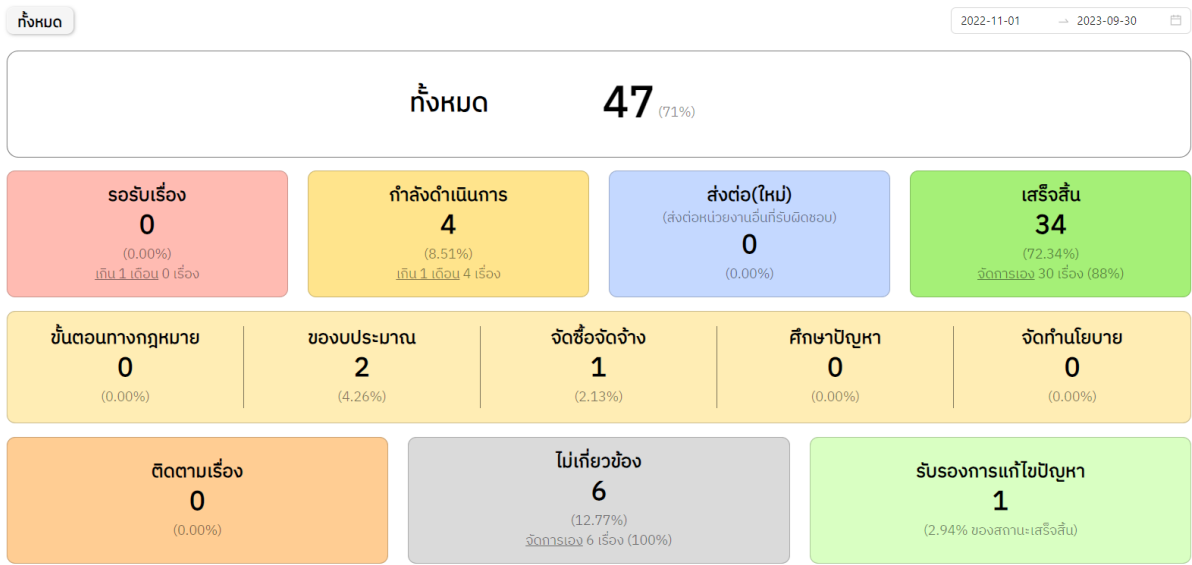 ทั้งหมด
2022-11-01 → 2023-09-30
ทั้งหมด 47 (71%)
รอรับเรื่อง
0
(0.00%)
เกิน 1 เดือน 0 เรื่อง
กำลังดำเนินการ
4
(8.51%)
เกิน 1 เดือน 4 เรื่อง
ส่งต่อ(ใหม่)
(ส่งต่อหน่วยงานอื่นที่รับผิดชอบ)
0
(0.00%)
เสร็จสิ้น
34
(72.34%)
จัดการเอง 30 เรื่อง (88%)
ขั้นตอนทางกฎหมาย
0
(0.00%)
ของบประมาณ
2
(4.26%)
จัดซื้อจัดจ้าง
1
(2.13%)
ศึกษาปัญหา
0
(0.00%)
จัดทำนโยบาย
0
(0.00%)
ติดตามเรื่อง
0
(0.00%)
ไม่เกี่ยวข้อง
6
(12.77%)
จัดการเอง 6 เรื่อง (100%)
รับรองการแก้ไขปัญหา
1
(2.94% ของสถานะเสร็จสิ้น)